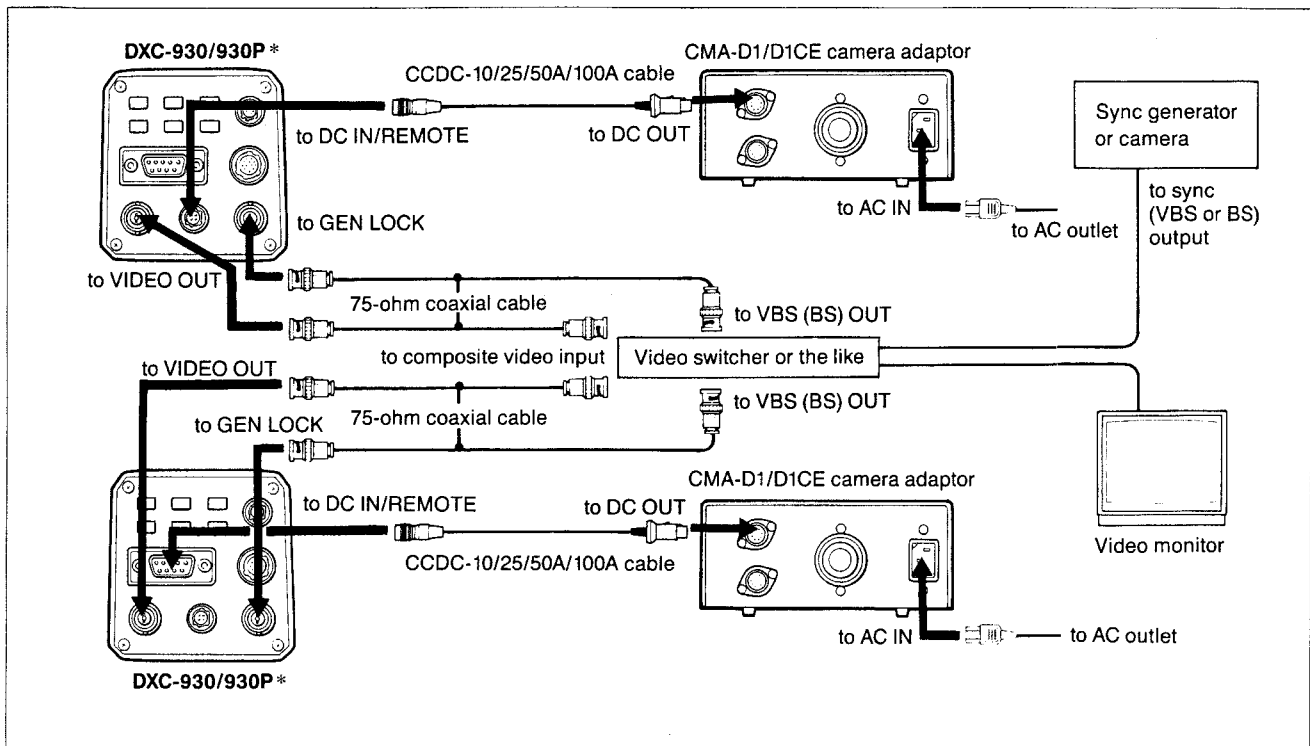 DXC-930/930P *
CMA-D1/D1CE camera adaptor
CCDC-10/25/50A/100A cable
Sync generator
or camera
to DC IN/REMOTE
to DC OUT
to AC IN
to AC outlet
to sync
(VBS or BS)
output
to GEN LOCK
to VIDEO OUT
75-ohm coaxial cable
to VBS (BS) OUT
to composite video input
Video switcher or the like
to VIDEO OUT
75-ohm coaxial cable
to VBS (BS) OUT
to GEN LOCK
CMA-D1/D1CE camera adaptor
to DC IN/REMOTE
to DC OUT
Video monitor
CCDC-10/25/50A/100A cable
to AC IN
to AC outlet
DXC-930/930P *